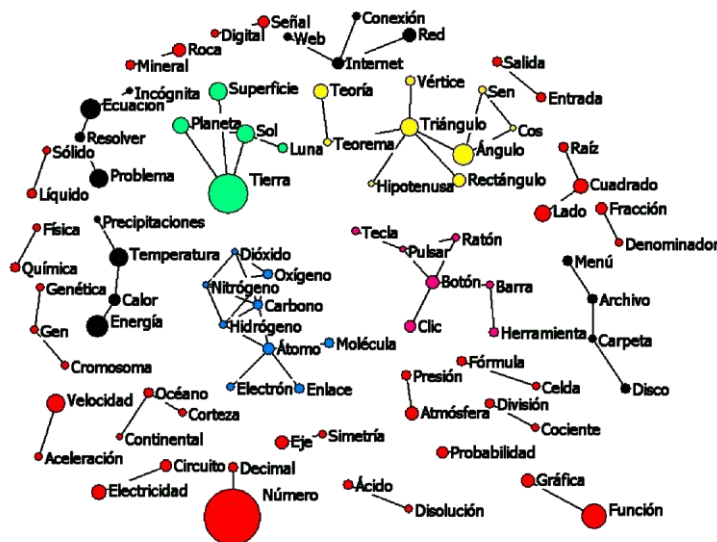 Conexión
Señal
Digital
Web
Red
Roca
Mineral
Internet
Salida
Incógnita
Superficie
Teoría
Vértice
Sen
Ecuacion
Entrada
Planeta
Sol
Triángulo
Cos
Resolver
Luna
Teorema
Ángulo
Raíz
Sólido
Problema
Tierra
Hipotenusa
Rectángulo
Cuadrado
Líquido
Lado
Fracción
Física
Precipitaciones
Tecla
Ratón
Denominador
Temperatura
Dióxido
Pulsar
Menú
Química
Oxígeno
Genética
Nitrógeno
Botón
Barra
Calor
Carbono
Archivo
Gen
Energía
Hidrógeno
Clic
Herramienta
Carpeta
Átomo
Molécula
Cromosoma
Fórmula
Presión
Electrón
Enlace
Celda
Disco
Velocidad
Océano
Corteza
Atmósfera
División
Continental
Eje
Simetría
Cociente
Aceleración
Circuito
Decimal
Probabilidad
Electricidad
Número
Ácido
Gráfica
Disolución
Función